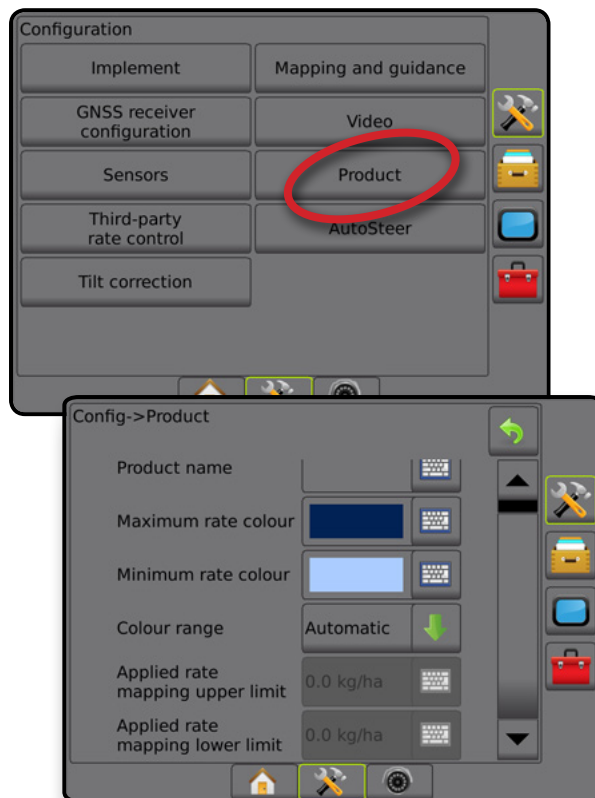 Configuration
Implement
Mapping and guidance
GNSS receiver
configuration
Video
Sensors
Product
Third-party
rate control
AutoSteer
Tilt correction
Config->Product
Product name
Maximum rate colour
Minimum rate colour
Colour range
Automatic
Applied rate
mapping upper limit
0.0 kg/ha
Applied rate
mapping lower limit
0.0 kg/ha